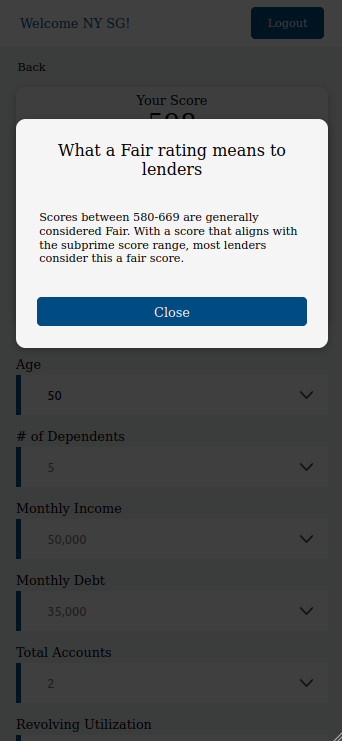 Welcome NY SG!
Logout
Back
Your Score
What a Fair rating means to
lenders
Scores between 580-669 are generally
considered Fair. With a score that aligns with
the subprime score range, most lenders
consider this a fair score.
Close
Age
50
# of Dependents
5
Monthly Income
50,000
Monthly Debt
35,000
Total Accounts
2
Revolving Utilization